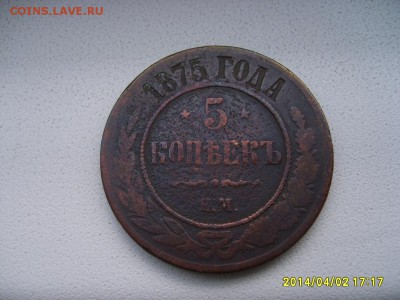 COINS.LAVE.RU
1875 ГОДА
5
КОПѢЕКЪ
Е.М.
2014/04/02 17:17